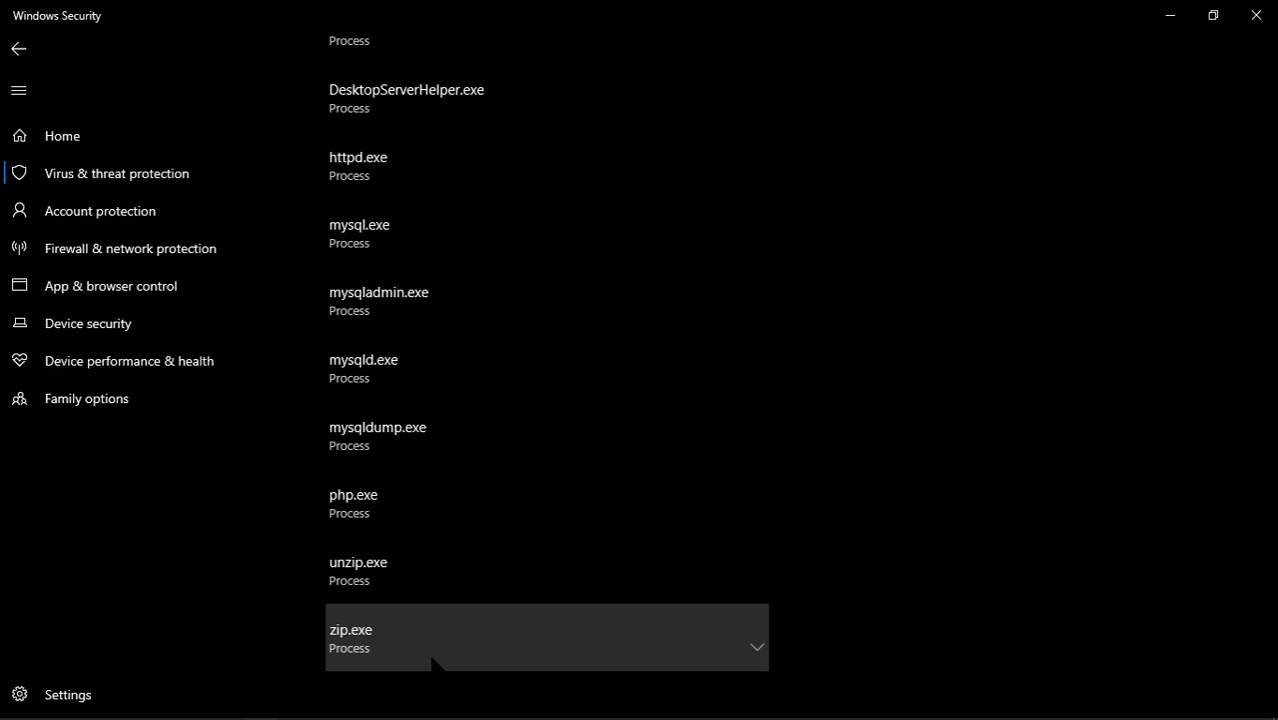 Windows Security
Home
Virus & threat protection
Account protection
Firewall & network protection
App & browser control
Device security
Device performance & health
Family options
Settings
Process
DesktopServerHelper.exe
Process
httpd.exe
Process
mysql.exe
Process
mysqladmin.exe
Process
mysqld.exe
Process
mysqldump.exe
Process
php.exe
Process
unzip.exe
Process
zip.exe
Process